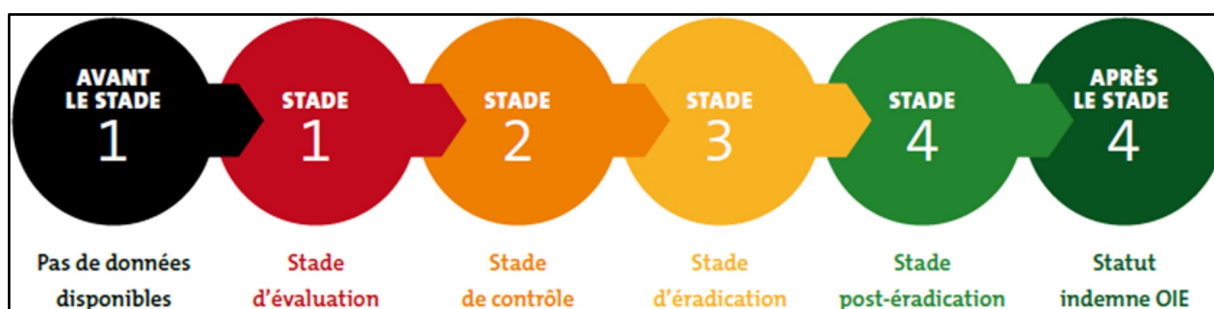 AVANT
LE STADE
1
STADE
1
STADE
2
STADE
3
STADE
4
APRÈS
LE STADE
4
Pas de données
disponibles
Stade
d'évaluation
Stade
de contrôle
Stade
d'éradication
Stade
post-éradication
Statut
indemne OIE